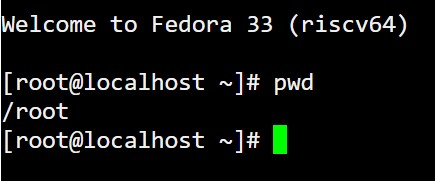 Welcome to Fedora 33 (riscv64)
[root@localhost ~]# pwd
/root
[root@localhost ~]#